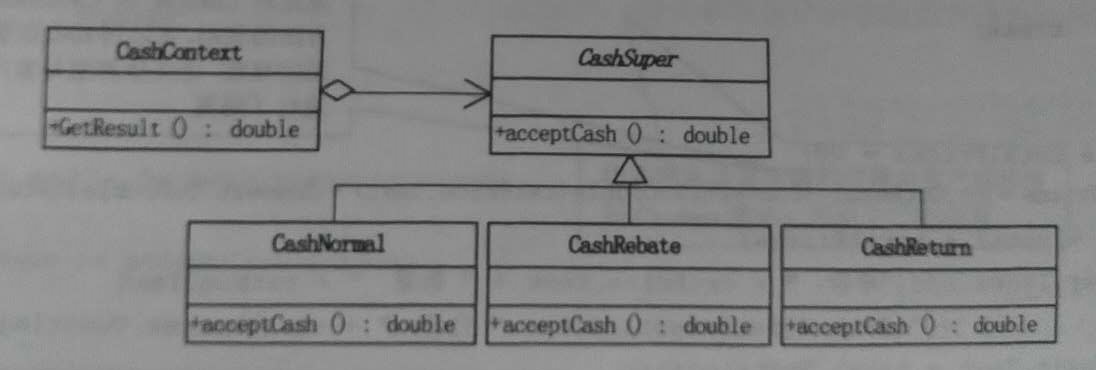 CashContext
+GetResult () : double
CashSuper
+acceptCash () : double
CashNormal
+acceptCash () : double
CashRebate
+acceptCash () : double
CashReturn
+acceptCash () : double